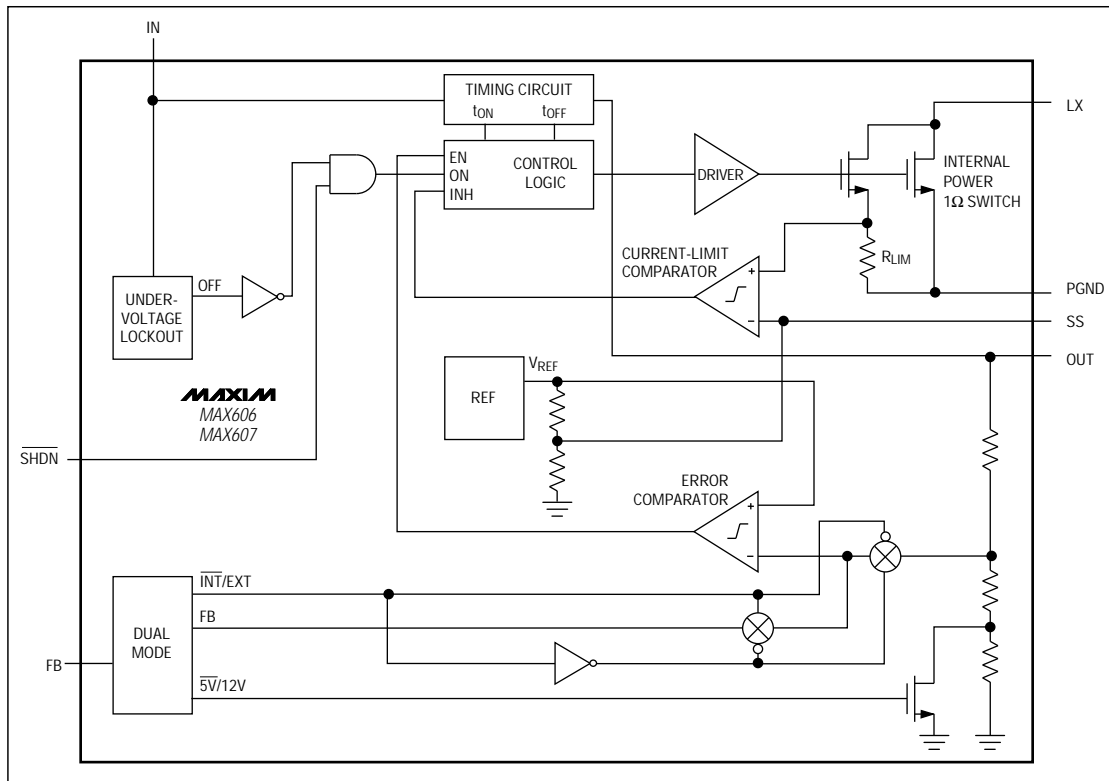 IN
TIMING CIRCUIT
tON tOFF
LX
EN
ON
INH
CONTROL
LOGIC
DRIVER
INTERNAL
POWER
1Ω SWITCH
CURRENT-LIMIT
COMPARATOR
+
−
RLIM
OFF
UNDER-
VOLTAGE
LOCKOUT
PGND
SS
OUT
VREF
REF
MAXIM
MAX606
MAX607
SHDN
ERROR
COMPARATOR
+
−
INT/EXT
FB
DUAL
MODE
FB
5V/12V